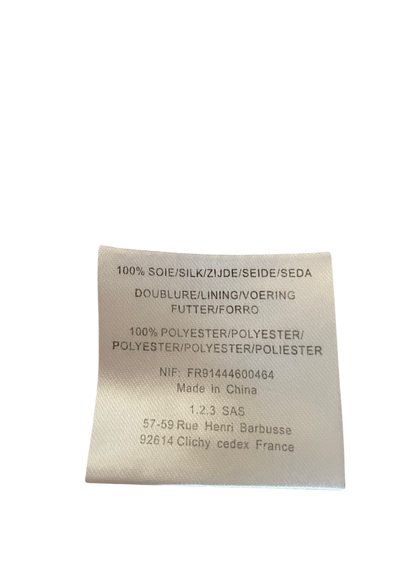 100% SOIE/SILK/ZIJDE/SEIDE/SEDA
DOUBLURE/LINING/VOERING
FUTTER/FORRO
100% POLYESTER/POLYESTER/
POLYESTER/POLYESTER/POLIESTER
NIF: FR91444600464
Made in China
1.2.3 SAS
57-59 Rue Henri Barbusse
92614 Clichy cedex France